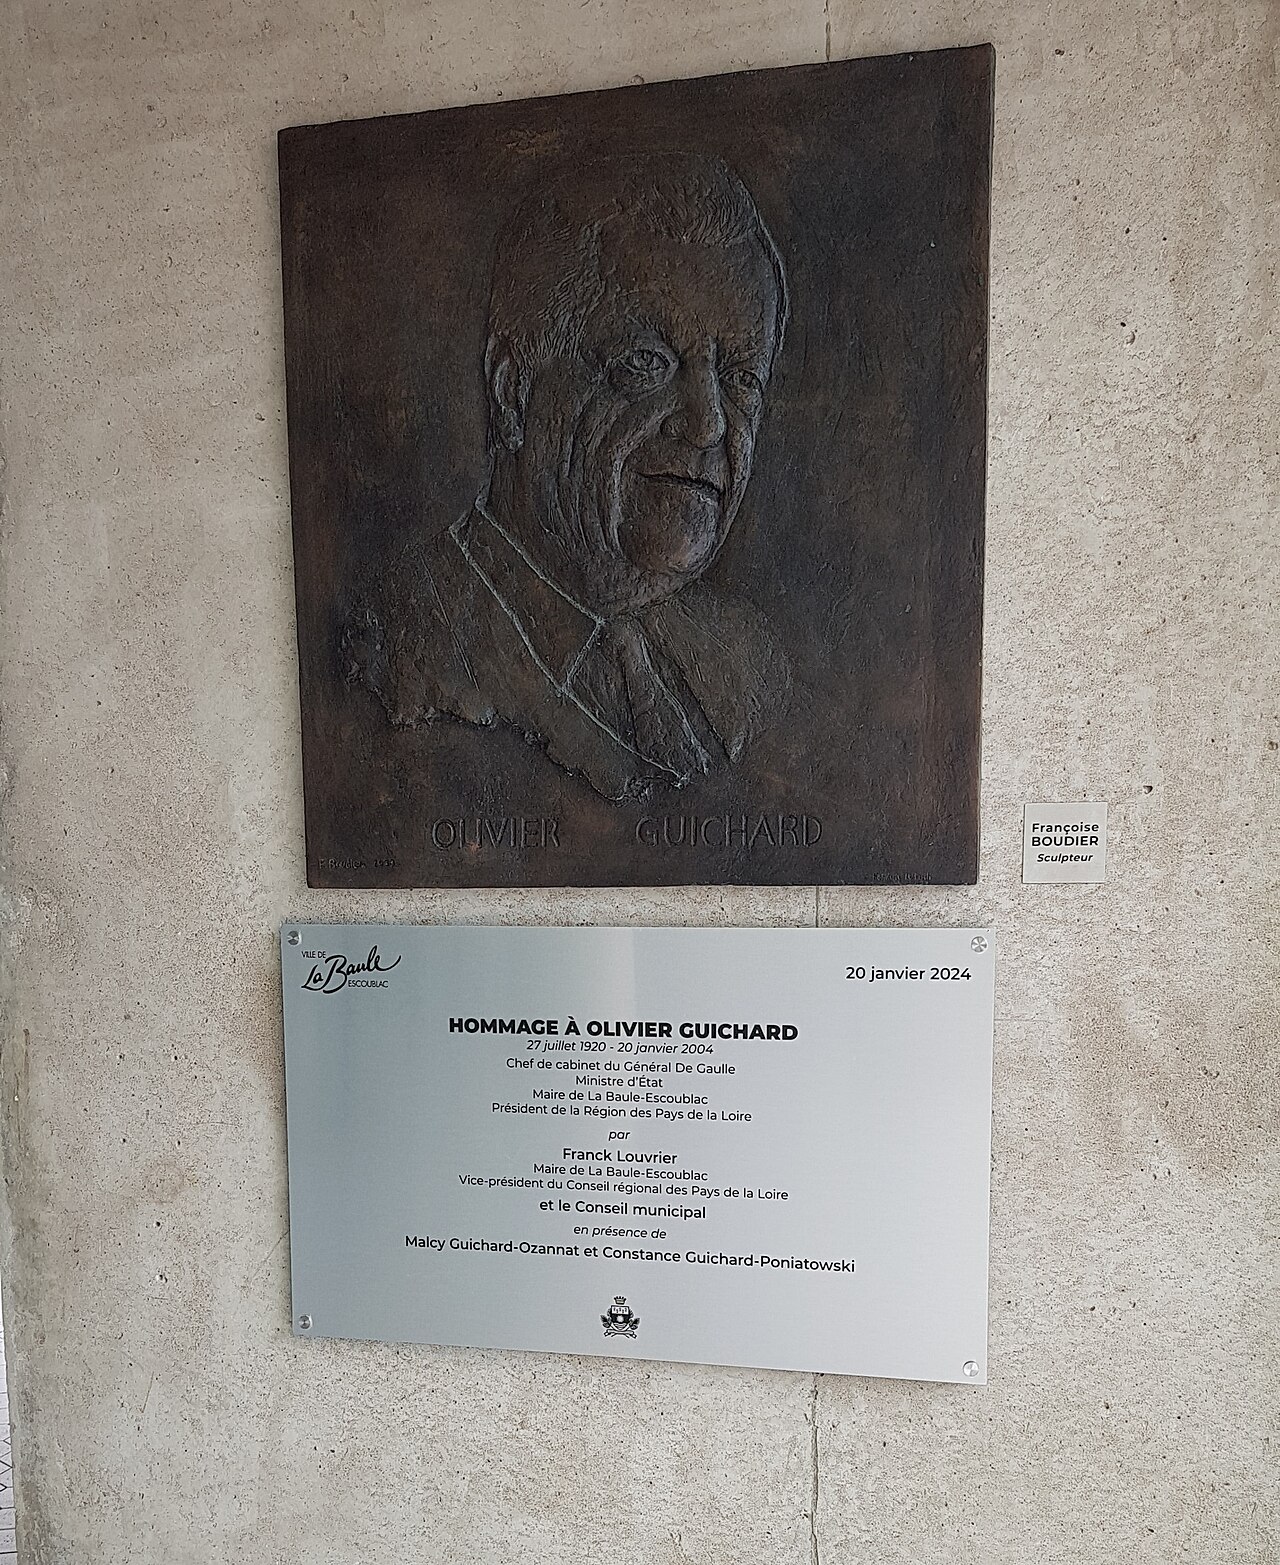 OLIVIER GUICHARD
Françoise
BOUDIER
Sculpteur
VILLE DE
La Baule
ESCOUBLAC
20 janvier 2024
HOMMAGE À OLIVIER GUICHARD
27 juillet 1920 - 20 janvier 2004
Chef de cabinet du Général De Gaulle
Ministre d'État
Maire de La Baule-Escoublac
Président de la Région des Pays de la Loire
par
Franck Louvrier
Maire de La Baule-Escoublac
Vice-président du Conseil régional des Pays de la Loire
et le Conseil municipal
en présence de
Malcy Guichard-Ozannat et Constance Guichard-Poniatowski